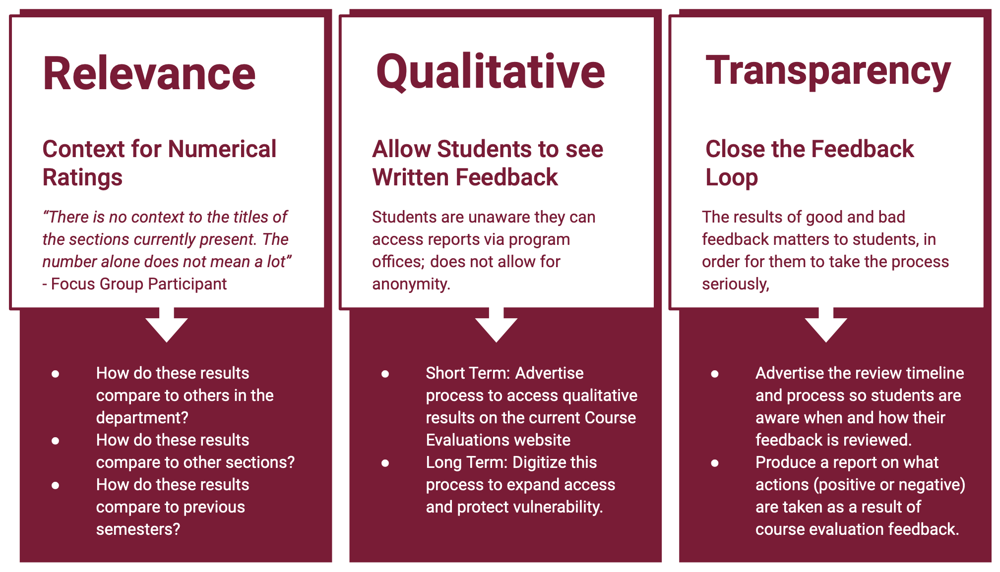 Relevance
Context for Numerical
Ratings
“There is no context to the titles of
the sections currently present. The
number alone does not mean a lot”
- Focus Group Participant
● How do these results
compare to others in the
department?
● How do these results
compare to other sections?
● How do these results
compare to previous
semesters?
Qualitative
Allow Students to see
Written Feedback
Students are unaware they can
access reports via program
offices; does not allow for
anonymity.
● Short Term: Advertise
process to access qualitative
results on the current Course
Evaluations website
● Long Term: Digitize this
process to expand access
and protect vulnerability.
Transparency
Close the Feedback
Loop
The results of good and bad
feedback matters to students, in
order for them to take the process
seriously,
● Advertise the review timeline
and process so students are
aware when and how their
feedback is reviewed.
● Produce a report on what
actions (positive or negative)
are taken as a result of
course evaluation feedback.